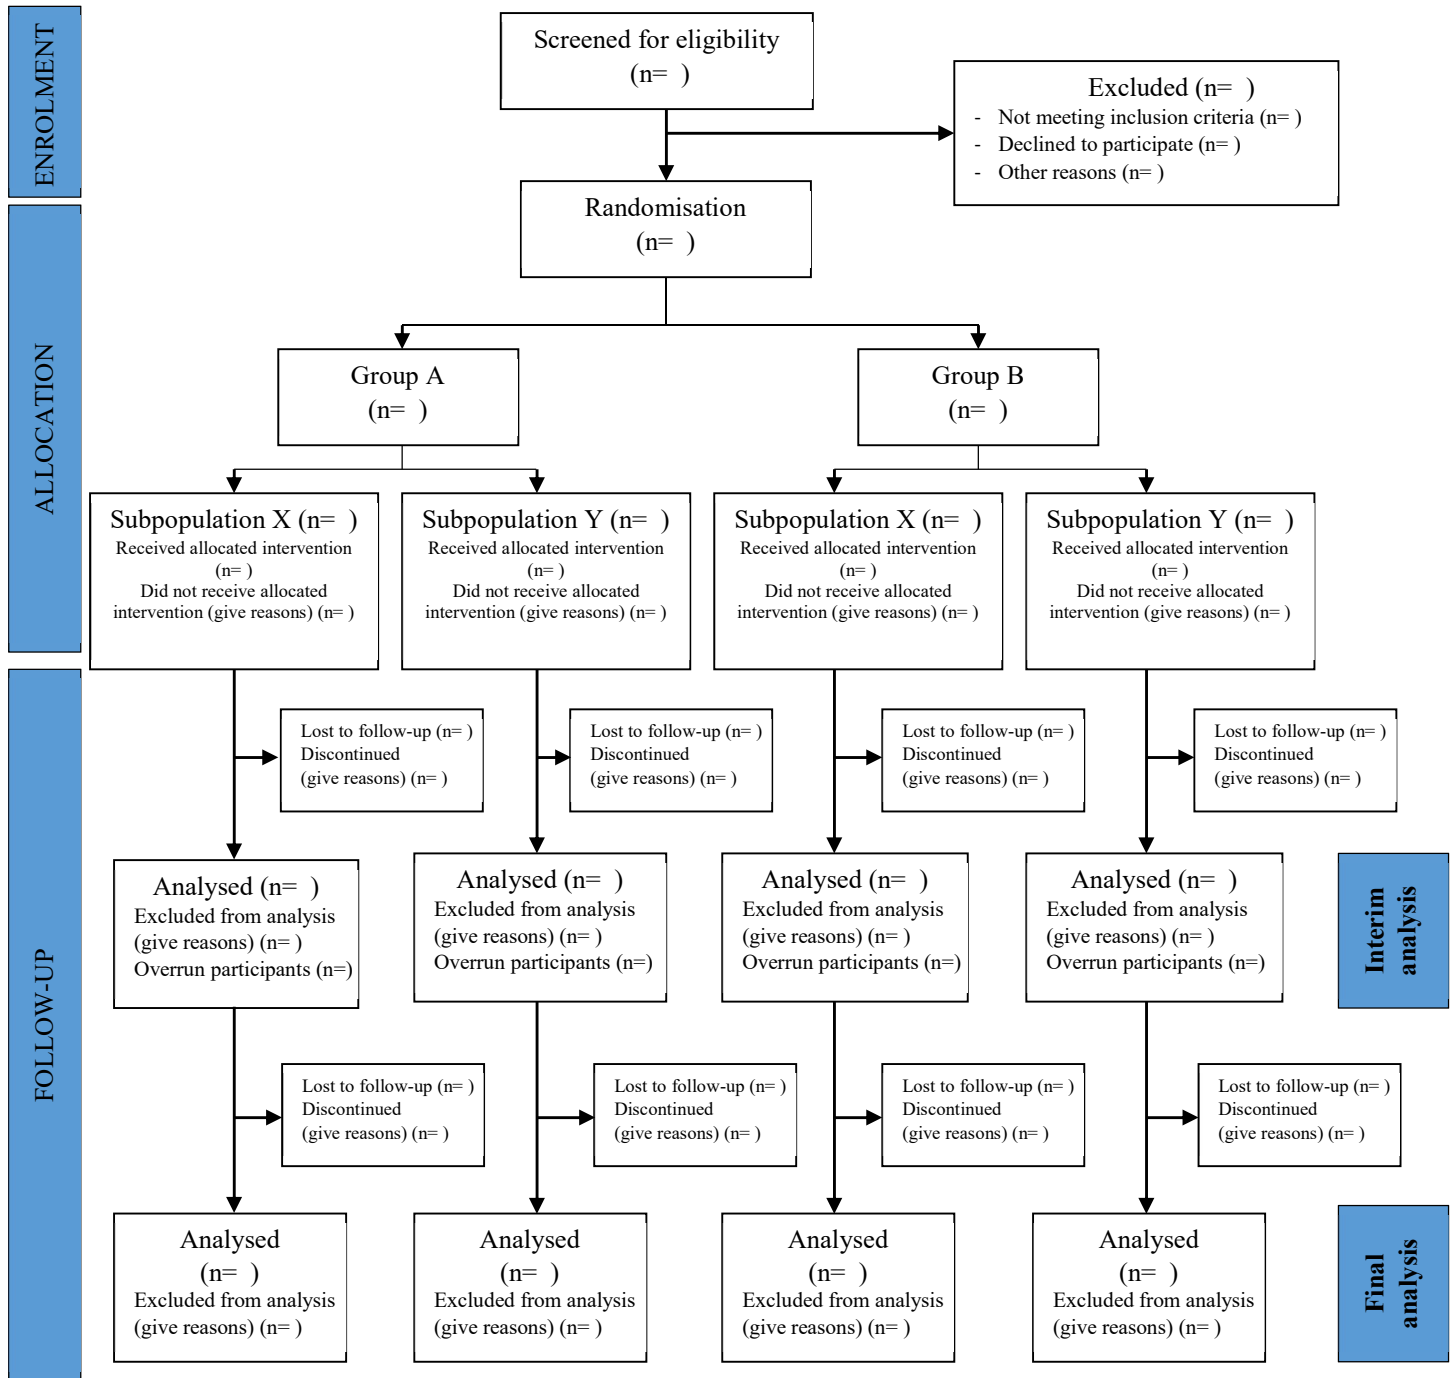 ENROLMENT
Screened for eligibility
(n=  )
Excluded (n=  )
- Not meeting inclusion criteria (n= )
- Declined to participate (n= )
- Other reasons (n= )
Randomisation
(n=  )
ALLOCATION
Group A
(n=  )
Group B
(n=  )
Subpopulation X (n=  )
Received allocated intervention
(n= )
Did not receive allocated
intervention (give reasons) (n= )
Subpopulation Y (n=  )
Received allocated intervention
(n= )
Did not receive allocated
intervention (give reasons) (n= )
Subpopulation X (n=  )
Received allocated intervention
(n= )
Did not receive allocated
intervention (give reasons) (n= )
Subpopulation Y (n=  )
Received allocated intervention
(n= )
Did not receive allocated
intervention (give reasons) (n= )
FOLLOW-UP
Lost to follow-up (n= )
Discontinued
(give reasons) (n= )
Lost to follow-up (n= )
Discontinued
(give reasons) (n= )
Lost to follow-up (n= )
Discontinued
(give reasons) (n= )
Lost to follow-up (n= )
Discontinued
(give reasons) (n= )
Analysed (n=  )
Excluded from analysis
(give reasons) (n= )
Overrun participants (n=)
Analysed (n=  )
Excluded from analysis
(give reasons) (n= )
Overrun participants (n=)
Analysed (n=  )
Excluded from analysis
(give reasons) (n= )
Overrun participants (n=)
Analysed (n=  )
Excluded from analysis
(give reasons) (n= )
Overrun participants (n=)
Interim
analysis
Lost to follow-up (n= )
Discontinued
(give reasons) (n= )
Lost to follow-up (n= )
Discontinued
(give reasons) (n= )
Lost to follow-up (n= )
Discontinued
(give reasons) (n= )
Lost to follow-up (n= )
Discontinued
(give reasons) (n= )
Analysed
(n=  )
Excluded from analysis
(give reasons) (n= )
Analysed
(n=  )
Excluded from analysis
(give reasons) (n= )
Analysed
(n=  )
Excluded from analysis
(give reasons) (n= )
Analysed
(n=  )
Excluded from analysis
(give reasons) (n= )
Final
analysis